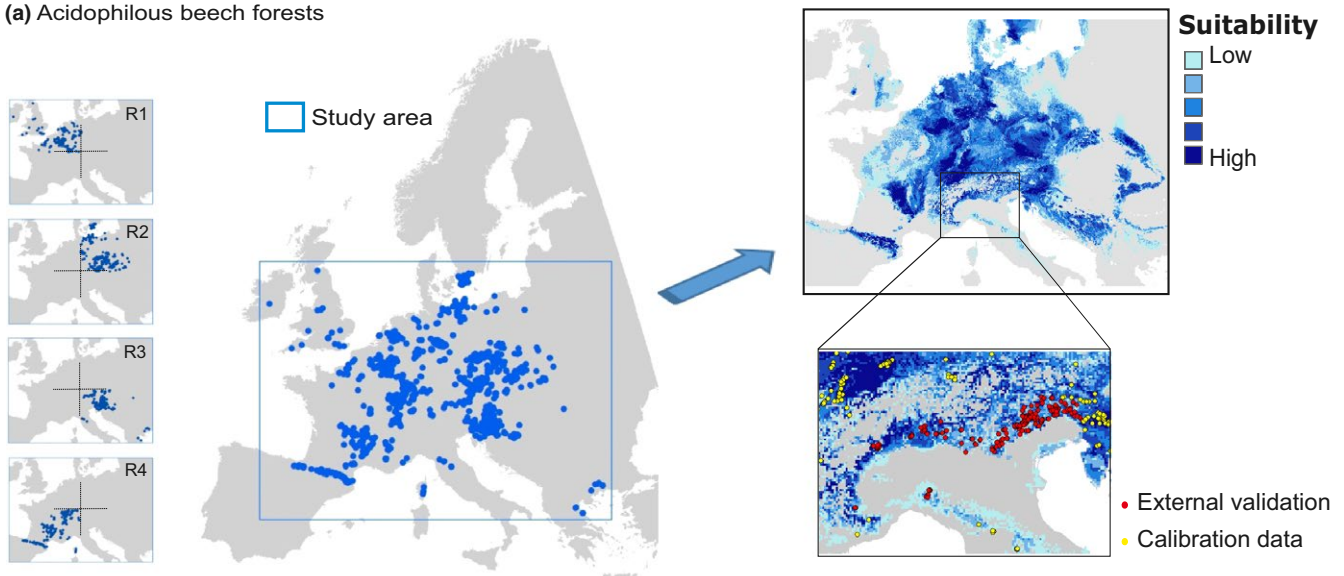 (a) Acidophilous beech forests
R1
R2
R3
R4
Study area
Suitability
Low
High
External validation
Calibration data